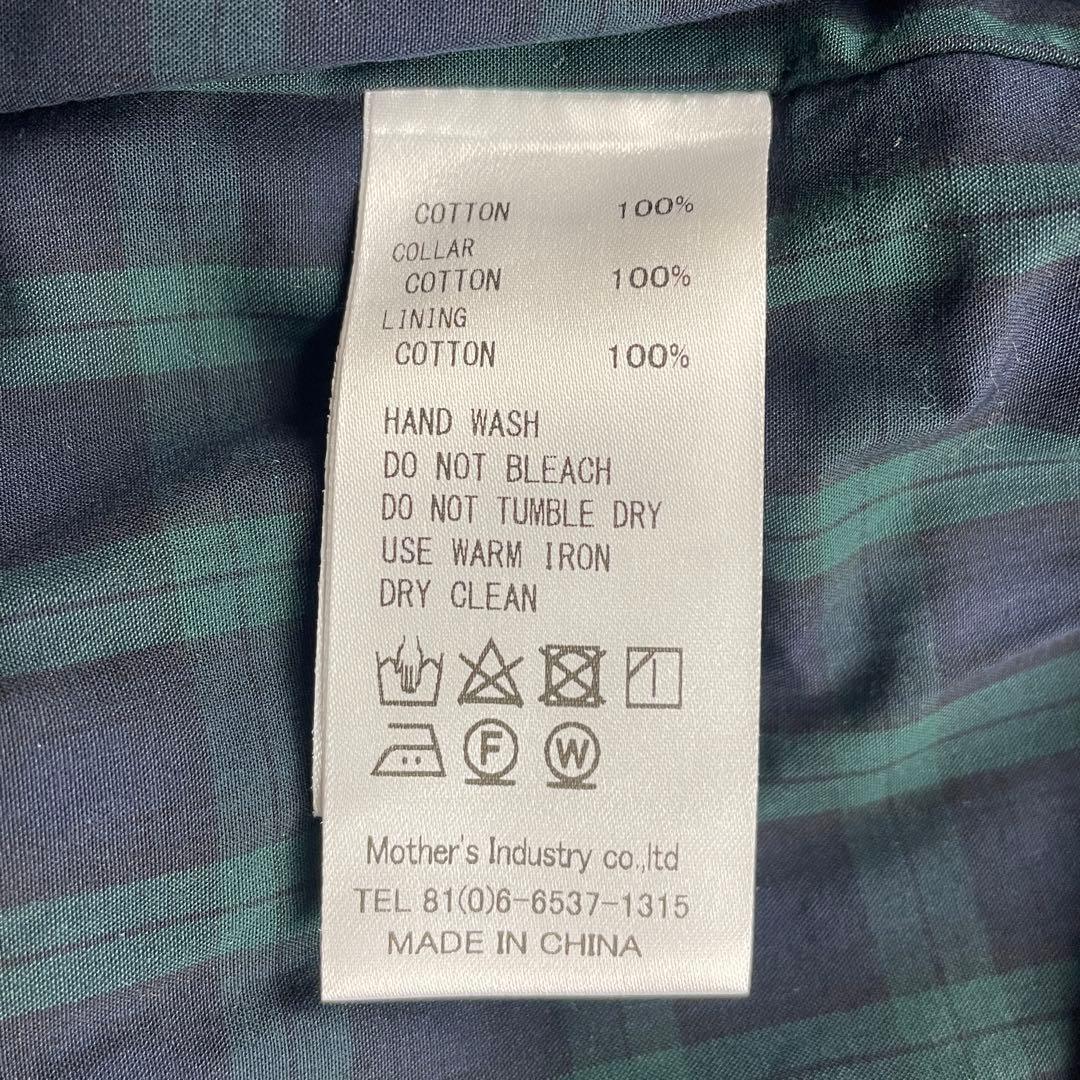 COTTON 100%
COLLAR
COTTON 100%
LINING
COTTON 100%
HAND WASH
DO NOT BLEACH
DO NOT TUMBLE DRY
USE WARM IRON
DRY CLEAN
F W
Mother's Industry co.,ltd
TEL 81(0)6-6537-1315
MADE IN CHINA